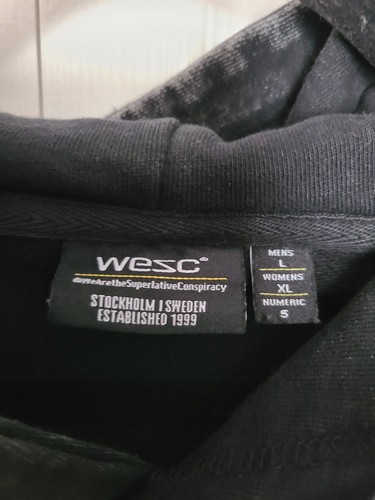 wesc
WeAretheSuperlativeConspiracy
STOCKHOLM | SWEDEN
ESTABLISHED 1999
MENS
L
WOMENS
XL
NUMERIC
5